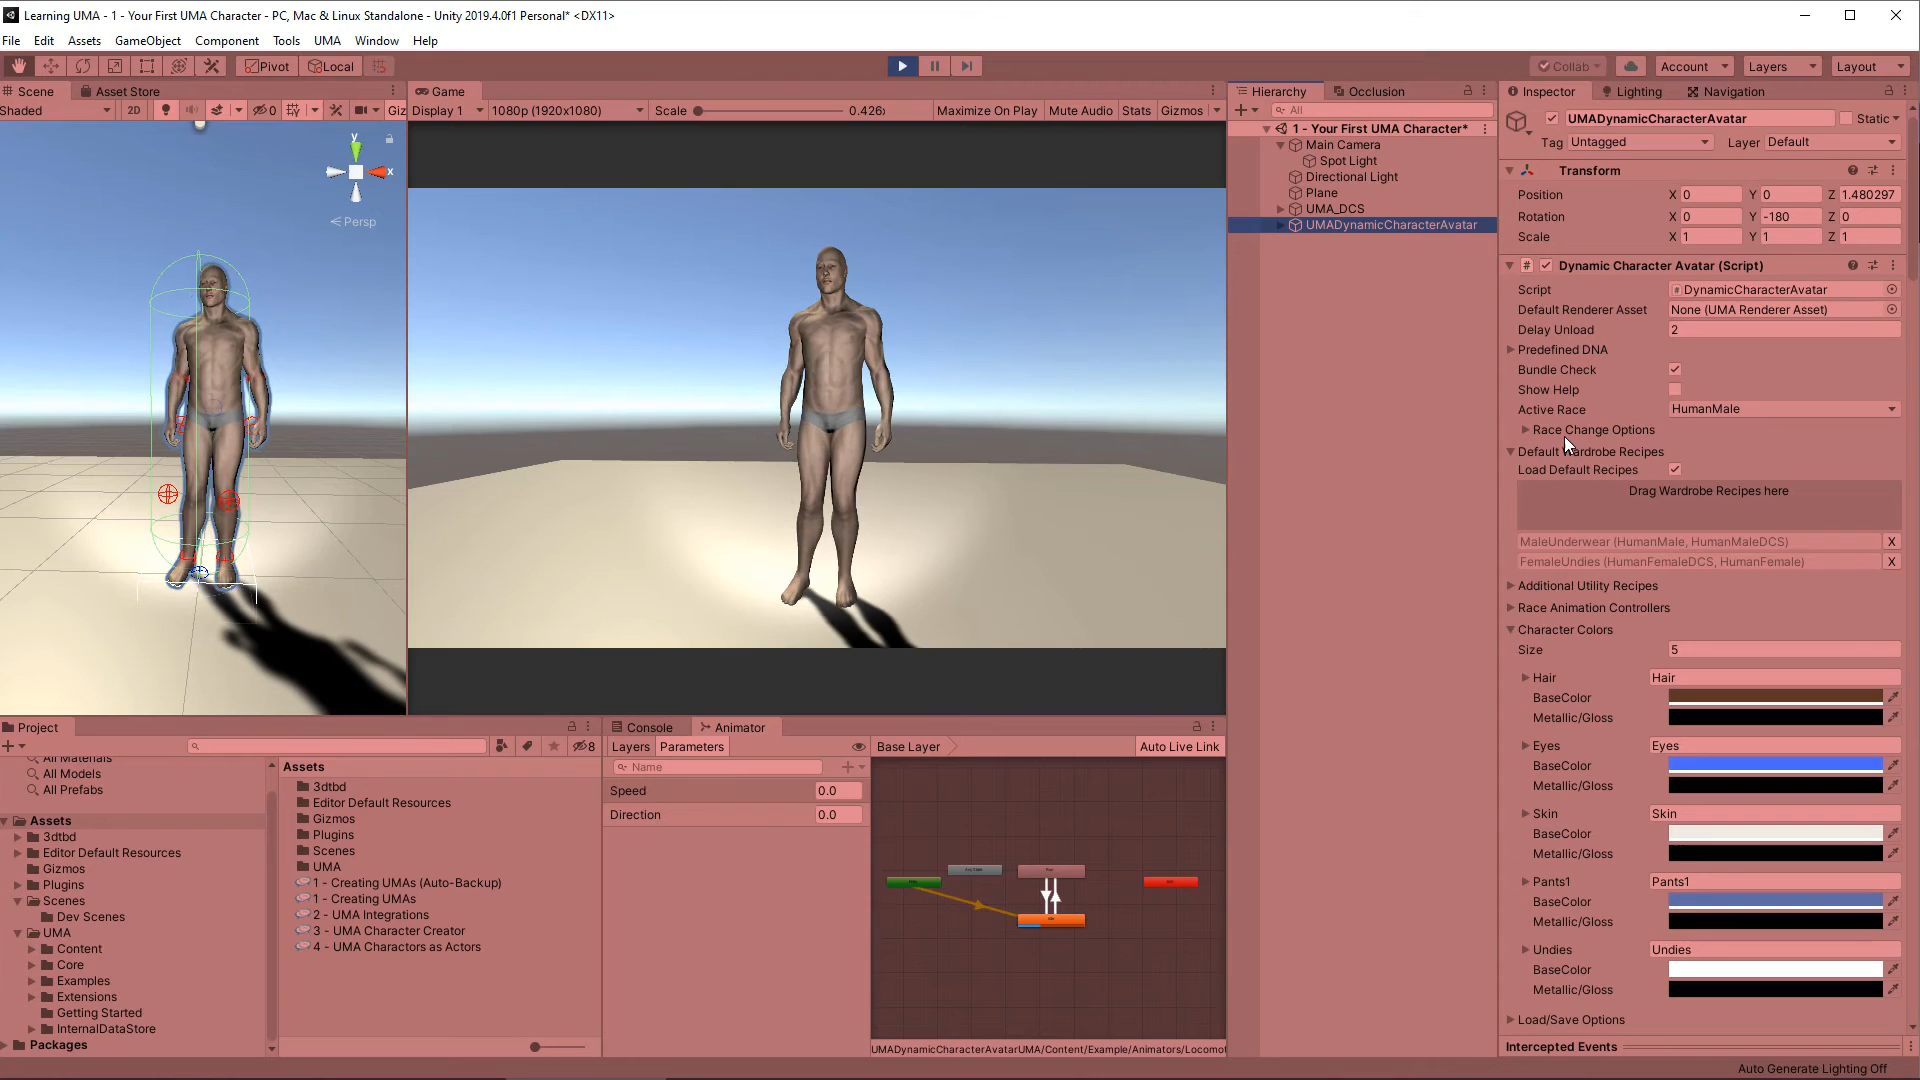 Learning UMA - 1 - Your First UMA Character - PC, Mac & Linux Standalone - Unity 2019.4.0f1 Personal* <DX11>
File Edit Assets GameObject Component Tools UMA Window Help
Pivot Local Collab Account Layers Layout
Scene Asset Store
Shaded 2D 0 Giz
y
x
Persp
Game
Display 1 1080p (1920x1080) Scale 0.426x Maximize On Play Mute Audio Stats Gizmos
Hierarchy Occlusion
All
1 - Your First UMA Character*
Main Camera
Spot Light
Directional Light
Plane
UMA_DCS
UMADynamicCharacterAvatar
Inspector Lighting Navigation
UMADynamicCharacterAvatar Static
Tag Untagged Layer Default
Transform
Position X 0 Y 0 Z 1.480297
Rotation X 0 Y -180 Z 0
Scale X 1 Y 1 Z 1
Dynamic Character Avatar (Script)
Script DynamicCharacterAvatar
Default Renderer Asset None (UMA Renderer Asset)
Delay Unload 2
Predefined DNA
Bundle Check
Show Help
Active Race HumanMale
Race Change Options
Default Wardrobe Recipes
Load Default Recipes
Drag Wardrobe Recipes here
MaleUnderwear (HumanMale, HumanMaleDCS) X
FemaleUndies (HumanFemaleDCS, HumanFemale) X
Additional Utility Recipes
Race Animation Controllers
Character Colors
Size 5
Hair Hair
BaseColor
Metallic/Gloss
Eyes Eyes
BaseColor
Metallic/Gloss
Skin Skin
BaseColor
Metallic/Gloss
Pants1 Pants1
BaseColor
Metallic/Gloss
Undies Undies
BaseColor
Metallic/Gloss
Load/Save Options
Intercepted Events
Project
8
All Materials
All Models
All Prefabs
Assets
3dtbd
Editor Default Resources
Gizmos
Plugins
Scenes
Dev Scenes
UMA
Content
Core
Examples
Extensions
Getting Started
InternalDataStore
Packages
Assets
3dtbd
Editor Default Resources
Gizmos
Plugins
Scenes
UMA
1 - Creating UMAs (Auto-Backup)
1 - Creating UMAs
2 - UMA Integrations
3 - UMA Character Creator
4 - UMA Charactors as Actors
Console Animator
Layers Parameters Base Layer Auto Live Link
Name
Speed 0.0
Direction 0.0
UMADynamicCharacterAvatarUMA/Content/Example/Animators/Locomot
Auto Generate Lighting Off